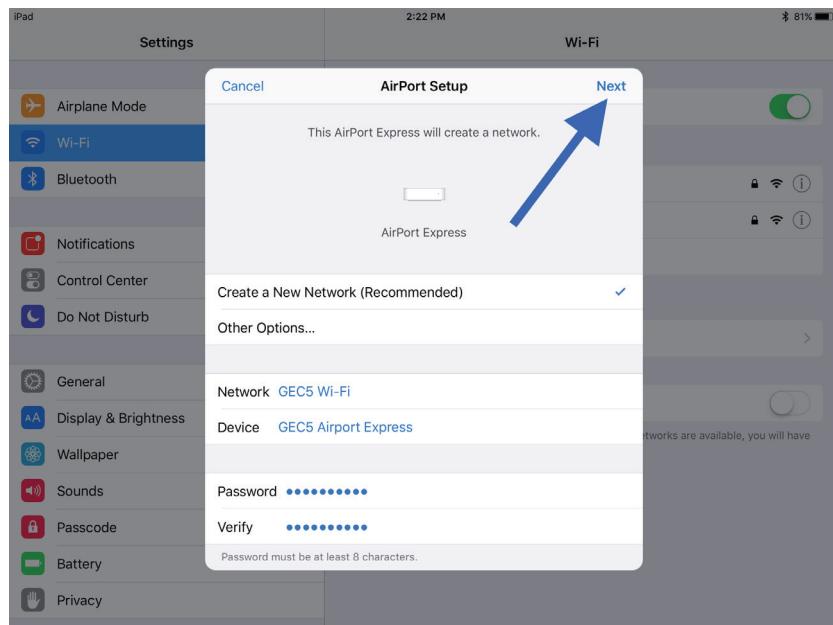 iPad 2:22 PM 81%
Settings Wi-Fi
Cancel AirPort Setup Next
Airplane Mode
This AirPort Express will create a network.
Wi-Fi
Bluetooth
AirPort Express
Notifications
Control Center
Create a New Network (Recommended)
Do Not Disturb
Other Options...
General
Network GEC5 Wi-Fi
Display & Brightness
Device GEC5 Airport Express
tworks are available, you will have
Wallpaper
Sounds
Password ••••••••••
Passcode
Verify ••••••••••
Password must be at least 8 characters.
Battery
Privacy